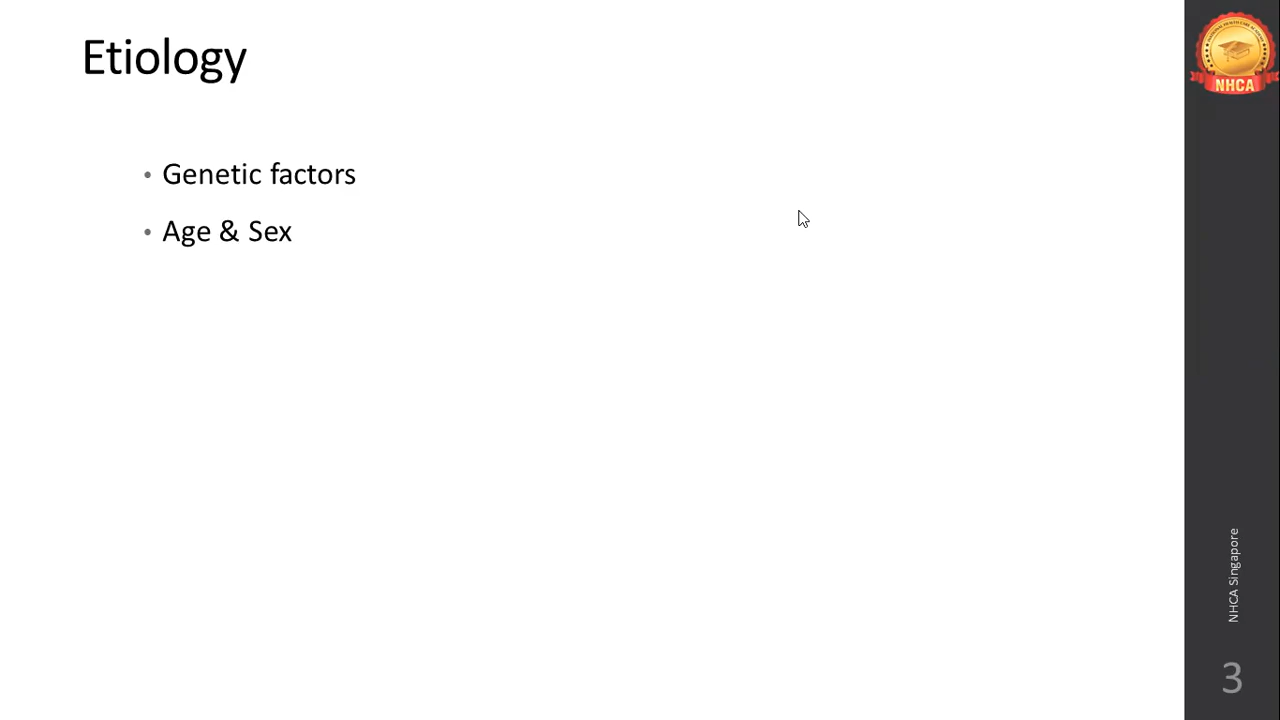 Etiology
• Genetic factors
• Age & Sex
NHCA
NHCA Singapore
3